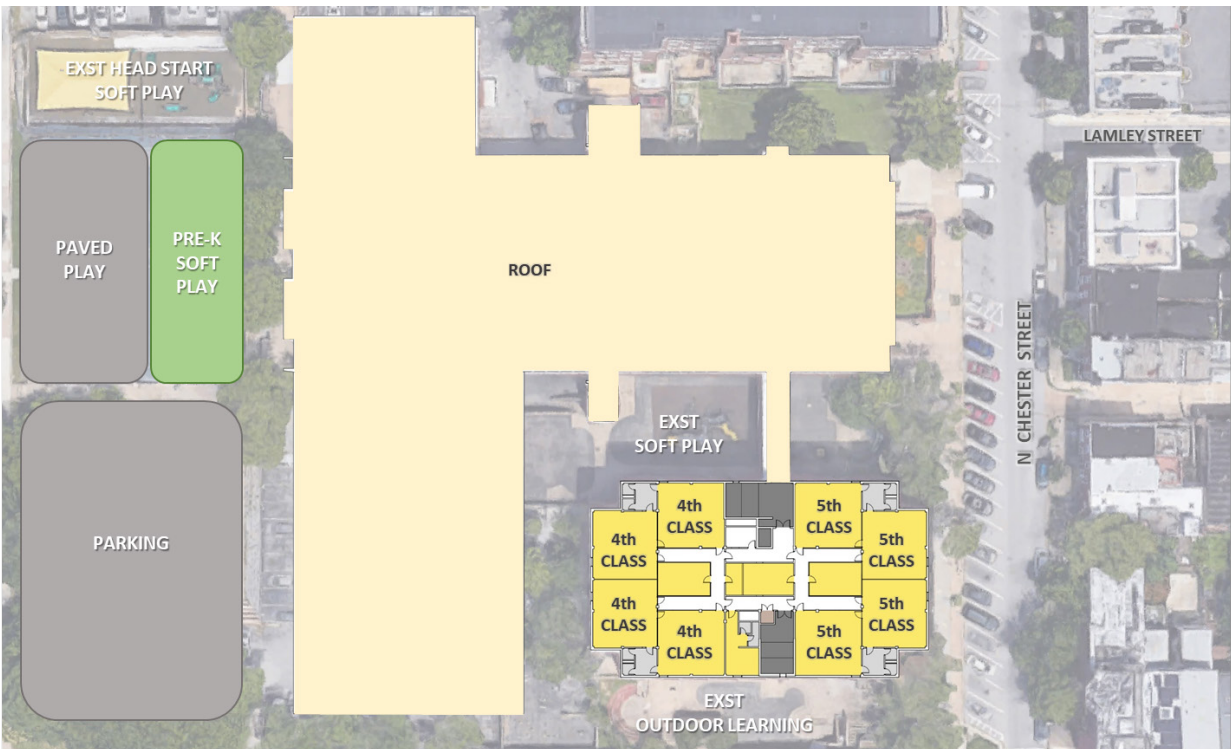 EXST HEAD START
SOFT PLAY
LAMLEY STREET
PAVED
PLAY
PRE-K
SOFT
PLAY
ROOF
N CHESTER STREET
EXST
SOFT PLAY
PARKING
4th
CLASS
5th
CLASS
4th
CLASS
5th
CLASS
4th
CLASS
5th
CLASS
4th
CLASS
5th
CLASS
EXST
OUTDOOR LEARNING